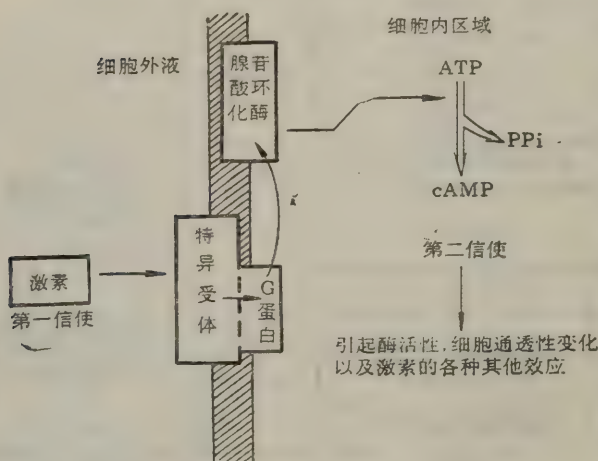 细胞内区域
细胞外液
腺苷
酸环
化酶
ATP
PPi
cAMP
特异受体
G蛋白
激素
第一信使
第二信使
引起酶活性,细胞通透性变化
以及激素的各种其他效应